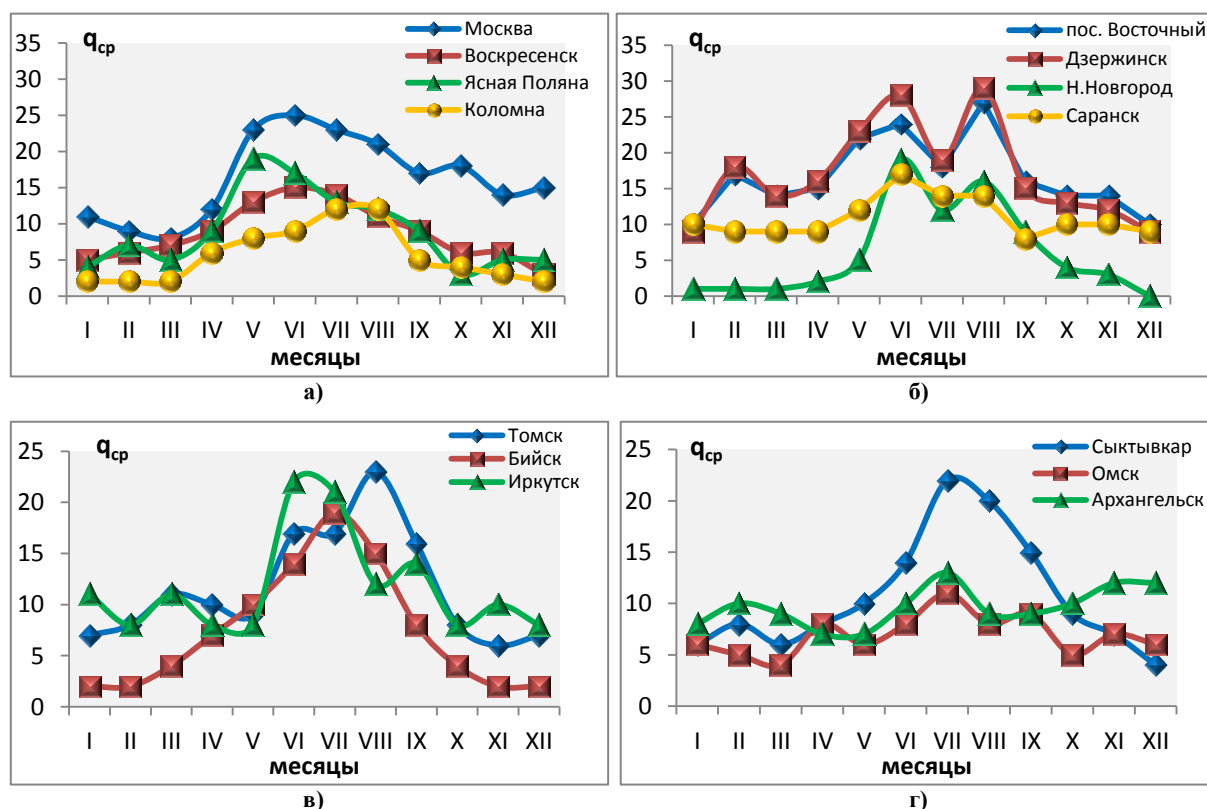 q_ср
Москва
Воскресенск
Ясная Поляна
Коломна
35
30
25
20
15
10
5
0
I II III IV V VI VII VIII IX X XI XII
месяцы
а)
q_ср
пос. Восточный
Дзержинск
Н.Новгород
Саранск
35
30
25
20
15
10
5
0
I II III IV V VI VII VIII IX X XI XII
месяцы
б)
q_ср
Томск
Бийск
Иркутск
25
20
15
10
5
0
I II III IV V VI VII VIII IX X XI XII
месяцы
в)
q_ср
Сыктывкар
Омск
Архангельск
25
20
15
10
5
0
I II III IV V VI VII VIII IX X XI XII
месяцы
г)